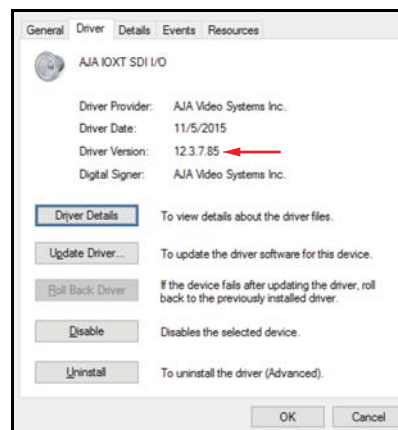 General Driver Details Events Resources
AJA IOXT SDI I/O
Driver Provider: AJA Video Systems Inc.
Driver Date: 11/5/2015
Driver Version: 12.3.7.85
Digital Signer: AJA Video Systems Inc.
Driver Details To view details about the driver files.
Update Driver... To update the driver software for this device.
Roll Back Driver If the device fails after updating the driver, roll
back to the previously installed driver.
Disable Disables the selected device.
Uninstall To uninstall the driver (Advanced).
OK Cancel